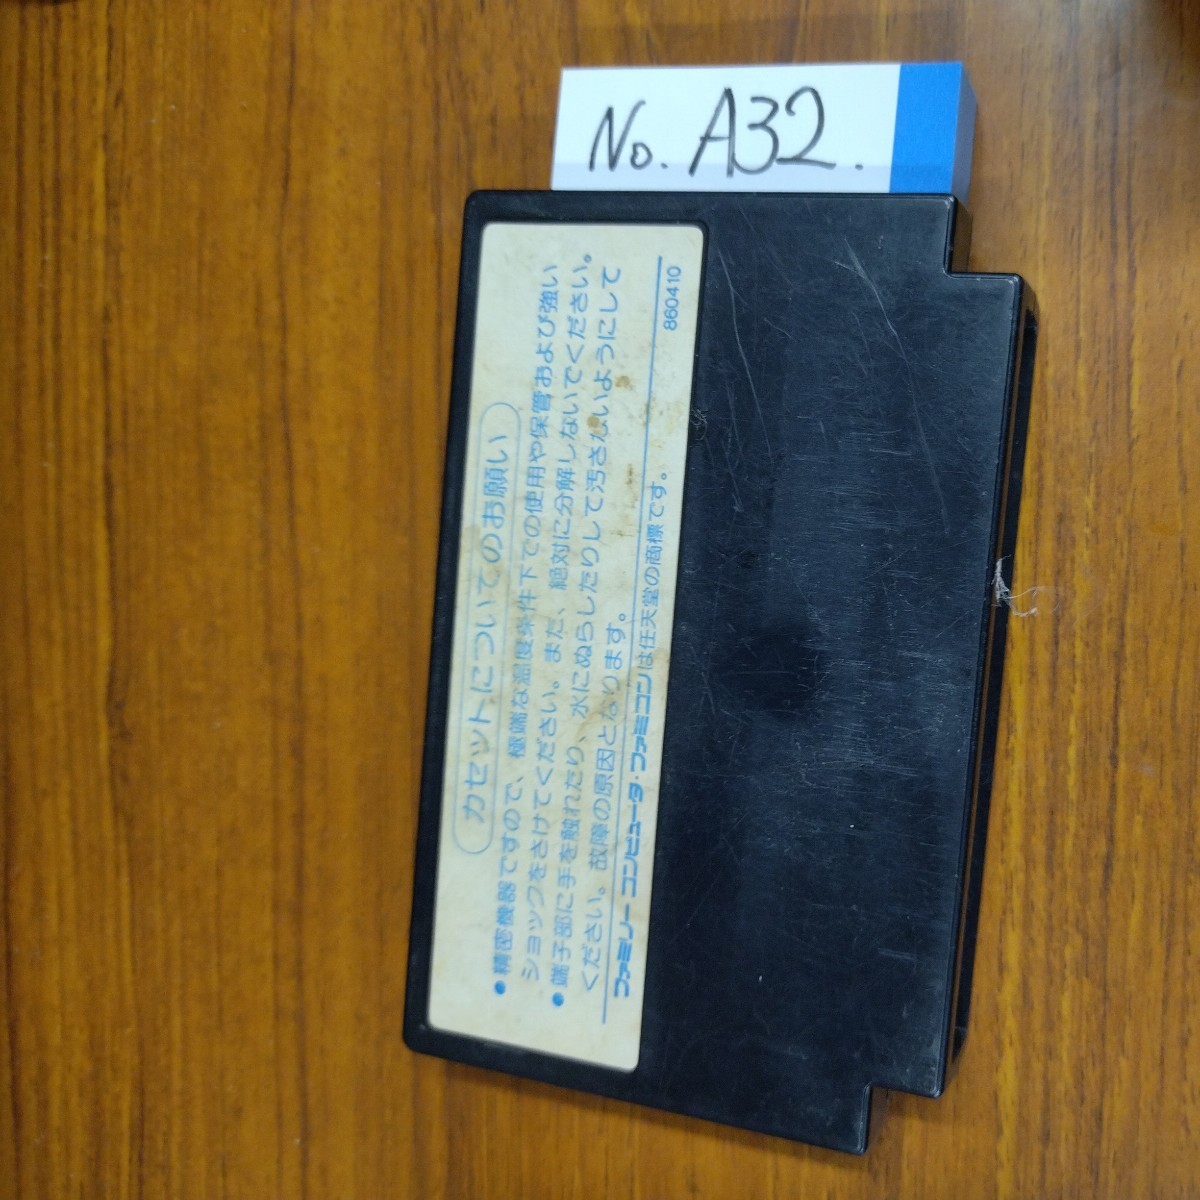 No. A32.
カセットについてのお願い
●精密機器ですので、極端な温度条件下での使用や保管および強い
ショックをさけてください。また、絶対に分解しないでください。
●端子部に手を触れたり、水にぬらしたりして汚さないようにして
ください。故障の原因となります。
ファミリーコンピュータ・ファミコンは任天堂の商標です。
860410